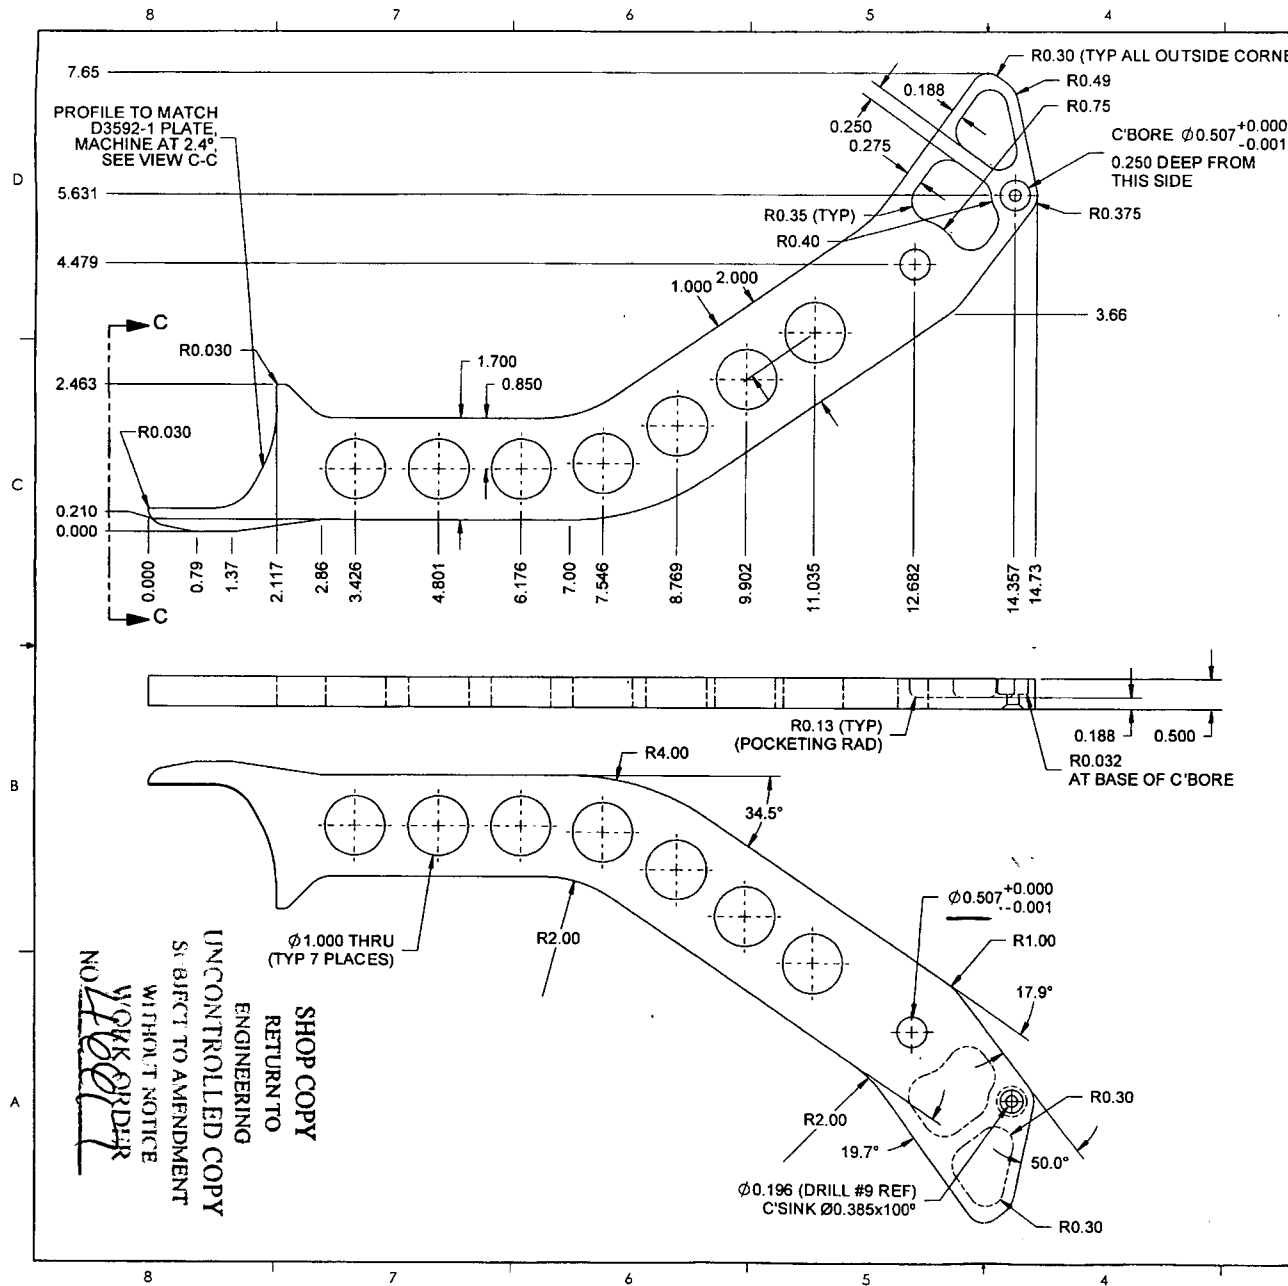 8 7 6 5 4
D
C
B
A
R0.30 (TYP ALL OUTSIDE CORNE
R0.49
R0.75
C'BORE Ø0.507 +0.000
-0.001
0.250 DEEP FROM
THIS SIDE
R0.375
7.65
PROFILE TO MATCH
D3592-1 PLATE,
MACHINE AT 2.4°,
SEE VIEW C-C
0.188
0.250
0.275
5.631
R0.35 (TYP)
R0.40
4.479
1.000
2.000
3.66
C
R0.030
2.463
1.700
0.850
R0.030
0.210
0.000
0.000
0.79
1.37
2.117
2.86
3.426
4.801
6.176
7.00
7.546
8.769
9.902
11.035
12.682
14.357
14.73
C
R0.13 (TYP)
(POCKETING RAD)
0.188
0.500
R0.032
AT BASE OF C'BORE
R4.00
34.5°
Ø0.507 +0.000
-0.001
R1.00
17.9°
Ø1.000 THRU
(TYP 7 PLACES)
R2.00
R2.00
19.7°
R0.30
50.0°
Ø0.196 (DRILL #9 REF)
C'SINK Ø0.385x100°
R0.30
SHOP COPY
RETURN TO
ENGINEERING
UNCONTROLLED COPY
SUBJECT TO AMENDMENT
WITHOUT NOTICE
WORK ORDER
NO.
8 7 6 5 4